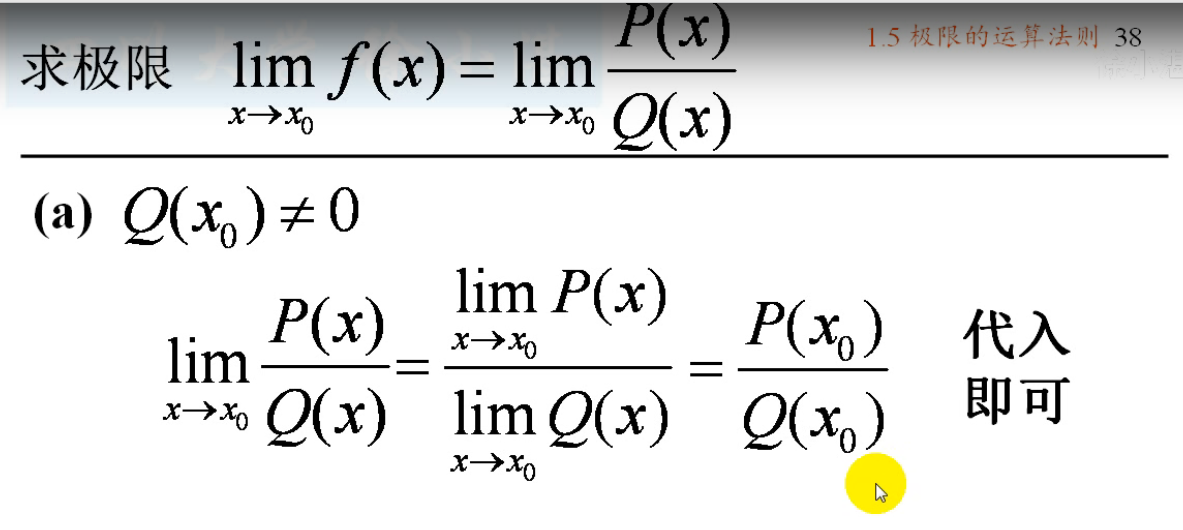 1.5 极限的运算法则 38
求极限 lim_{x→x₀} f(x) = lim_{x→x₀} P(x)/Q(x)
(a) Q(x₀) ≠ 0
lim_{x→x₀} P(x)/Q(x) = lim_{x→x₀} P(x) / lim_{x→x₀} Q(x) = P(x₀)/Q(x₀) 代入
即可